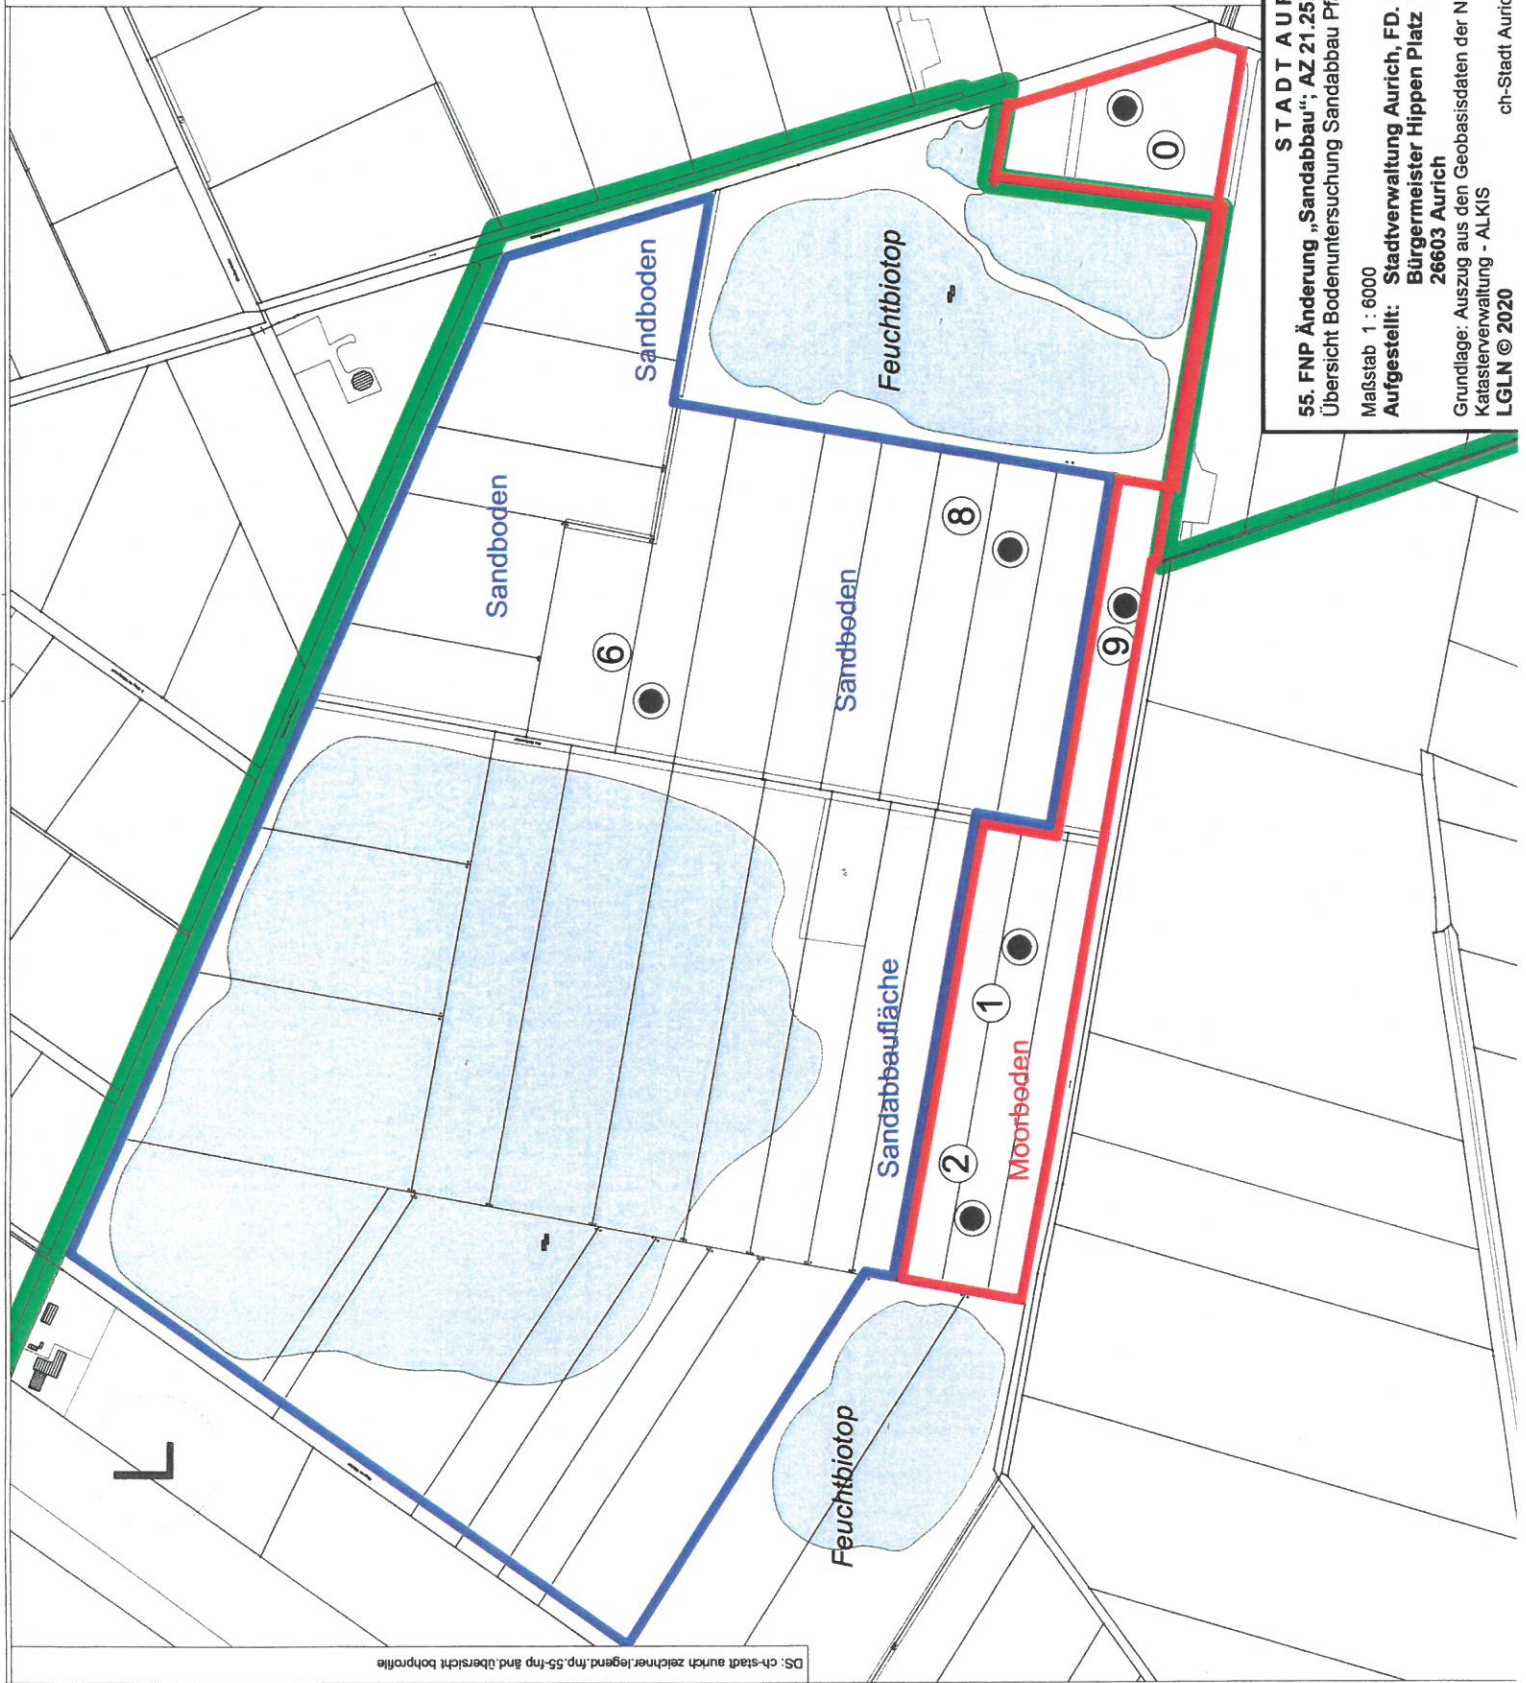 STADT AUR
55. FNP Änderung „Sandabbau“; AZ 21.25
Übersicht Bodenuntersuchung Sandabbau Pf
Maßstab 1 : 6000
Aufgestellt: Stadtverwaltung Aurich, FD.
Bürgermeister Hippen Platz
26603 Aurich
Grundlage: Auszug aus den Geobasisdaten der N
Katasterverwaltung - ALKIS
LGLN © 2020
ch-Stadt Auric
Sandboden
Sandboden
Sandboden
Feuchtbiotop
Sandabbaufläche
Moorboden
Feuchtbiotop
0
8
9
6
1
2
DS: ch-stadt aurich zeichner.legend.fnp.55-fnp änd.übersicht bohprofile